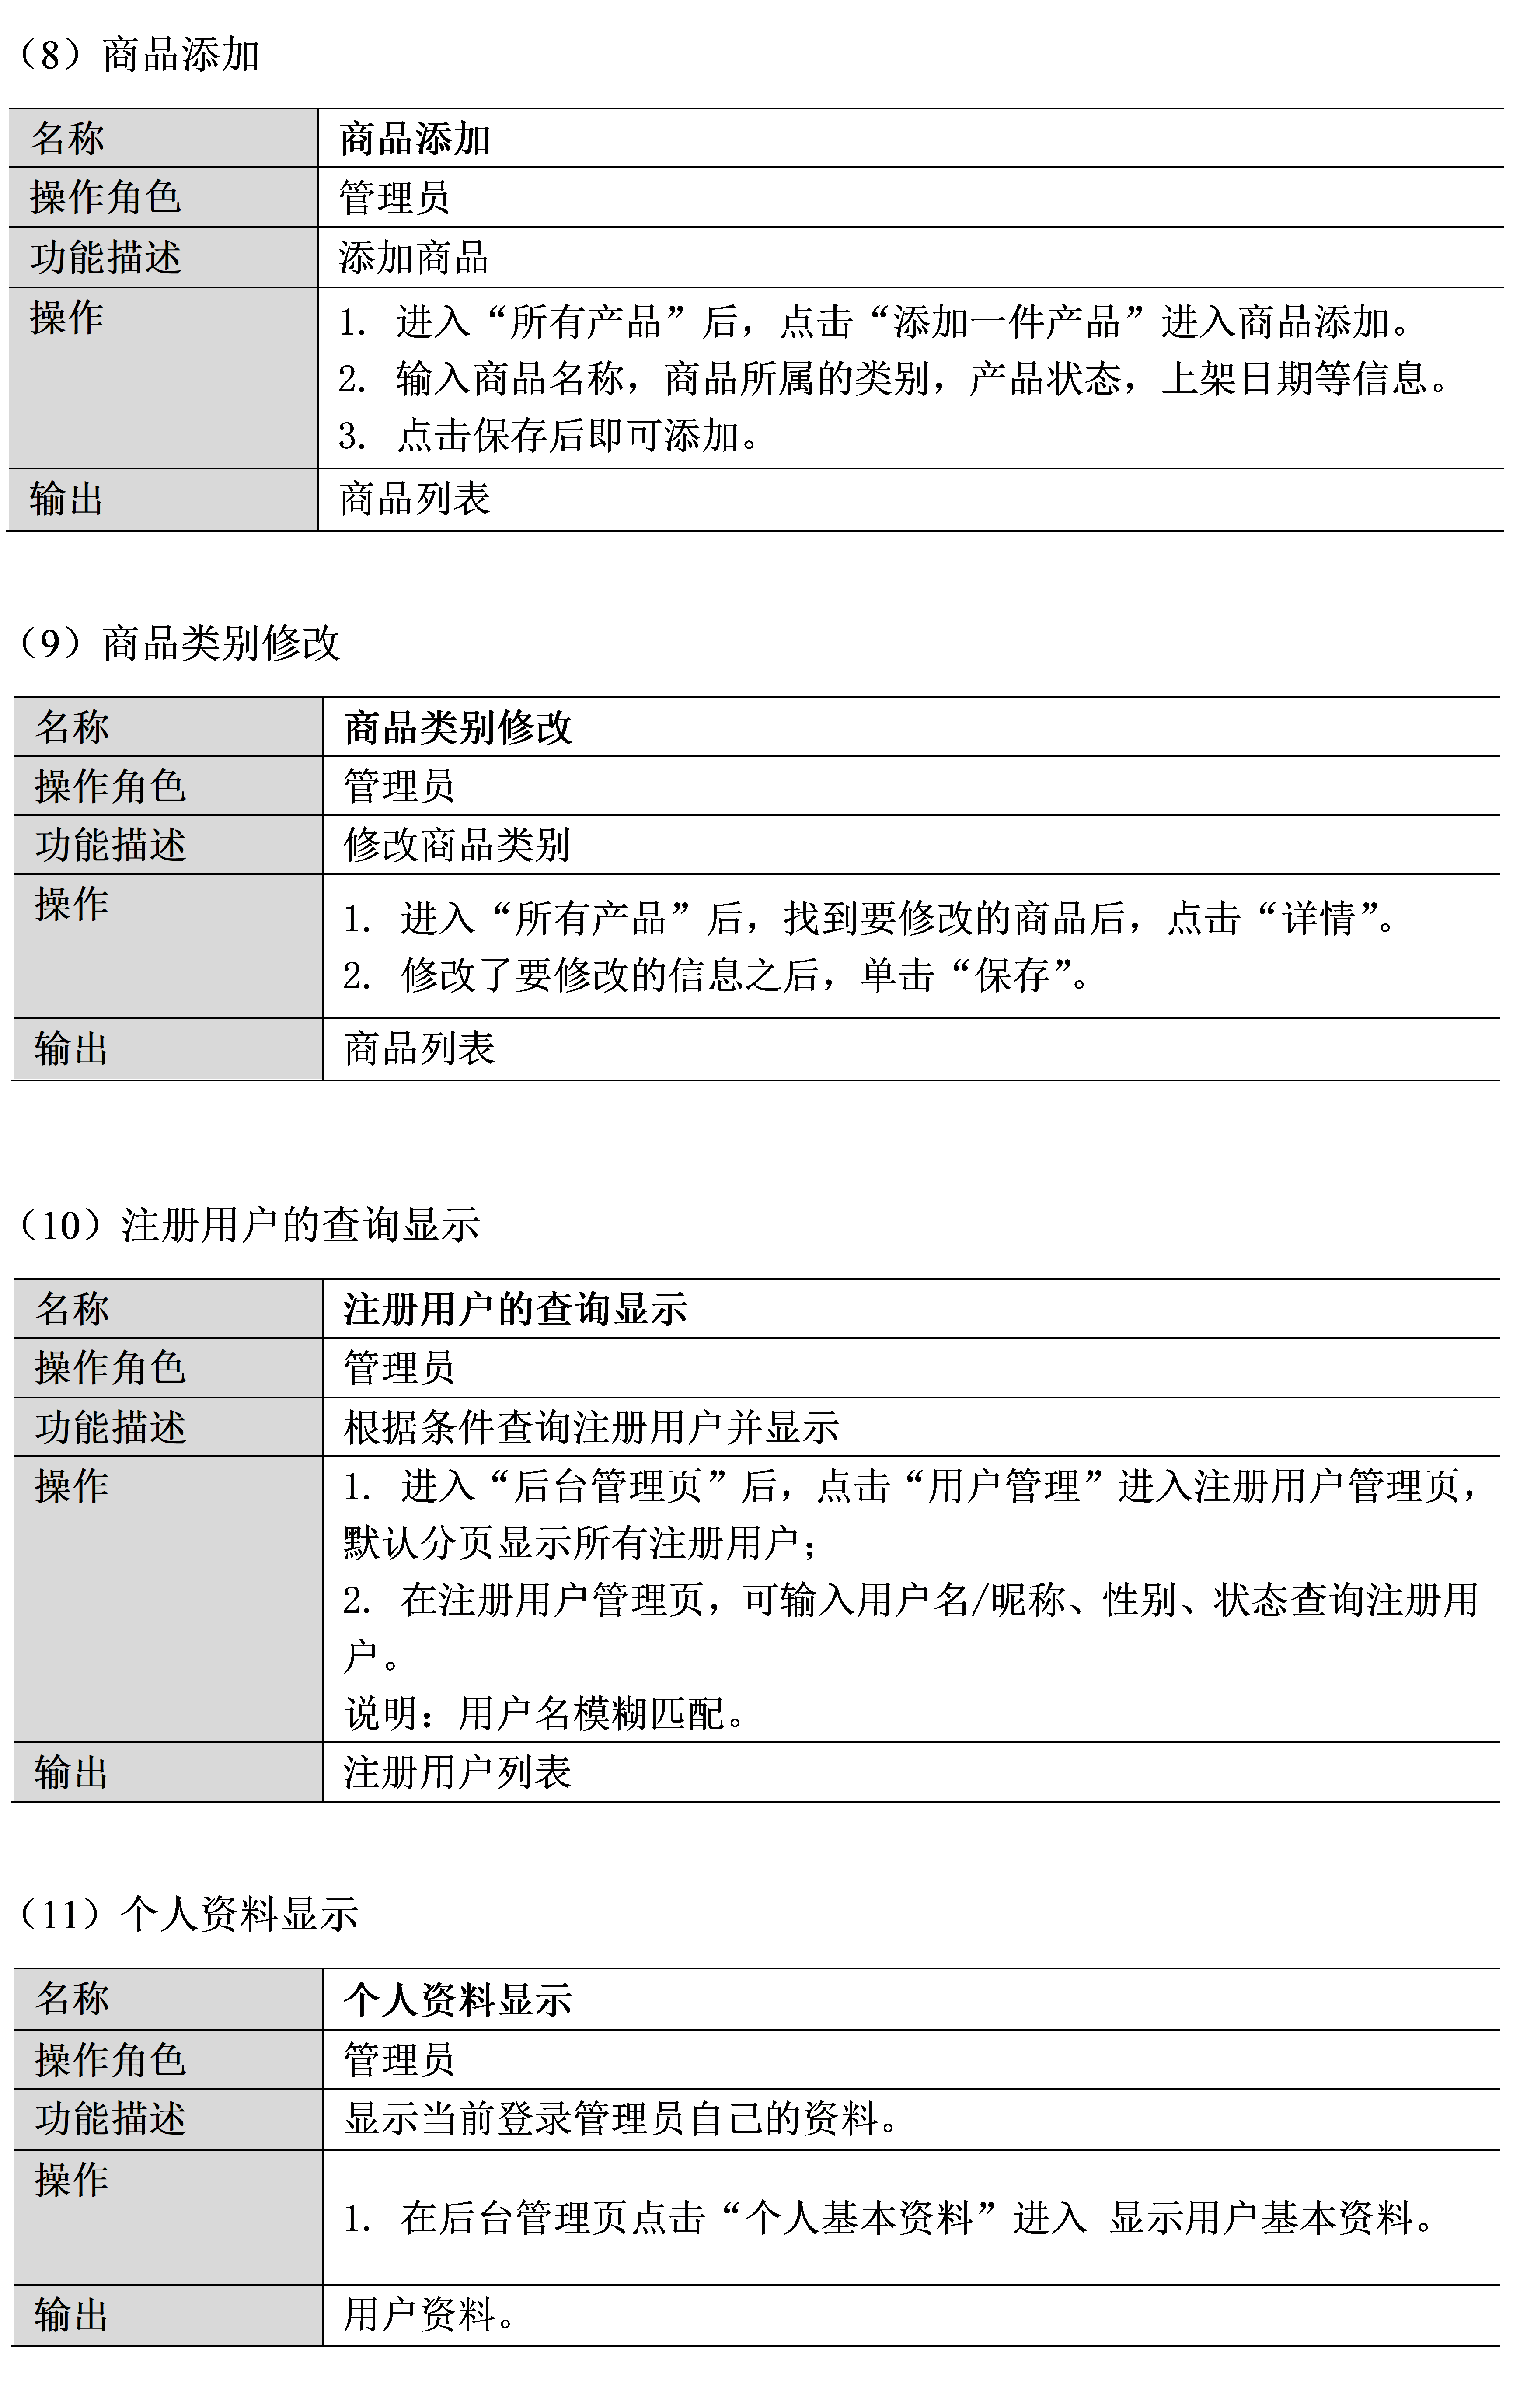 （8）商品添加
名称 商品添加
操作角色 管理员
功能描述 添加商品
操作 1. 进入“所有产品”后，点击“添加一件产品”进入商品添加。
2. 输入商品名称，商品所属的类别，产品状态，上架日期等信息。
3. 点击保存后即可添加。
输出 商品列表
（9）商品类别修改
名称 商品类别修改
操作角色 管理员
功能描述 修改商品类别
操作 1. 进入“所有产品”后，找到要修改的商品后，点击“详情”。
2. 修改了要修改的信息之后，单击“保存”。
输出 商品列表
（10）注册用户的查询显示
名称 注册用户的查询显示
操作角色 管理员
功能描述 根据条件查询注册用户并显示
操作 1. 进入“后台管理页”后，点击“用户管理”进入注册用户管理页，
默认分页显示所有注册用户；
2. 在注册用户管理页，可输入用户名/昵称、性别、状态查询注册用
户。
说明：用户名模糊匹配。
输出 注册用户列表
（11）个人资料显示
名称 个人资料显示
操作角色 管理员
功能描述 显示当前登录管理员自己的资料。
操作 1. 在后台管理页点击“个人基本资料”进入 显示用户基本资料。
输出 用户资料。